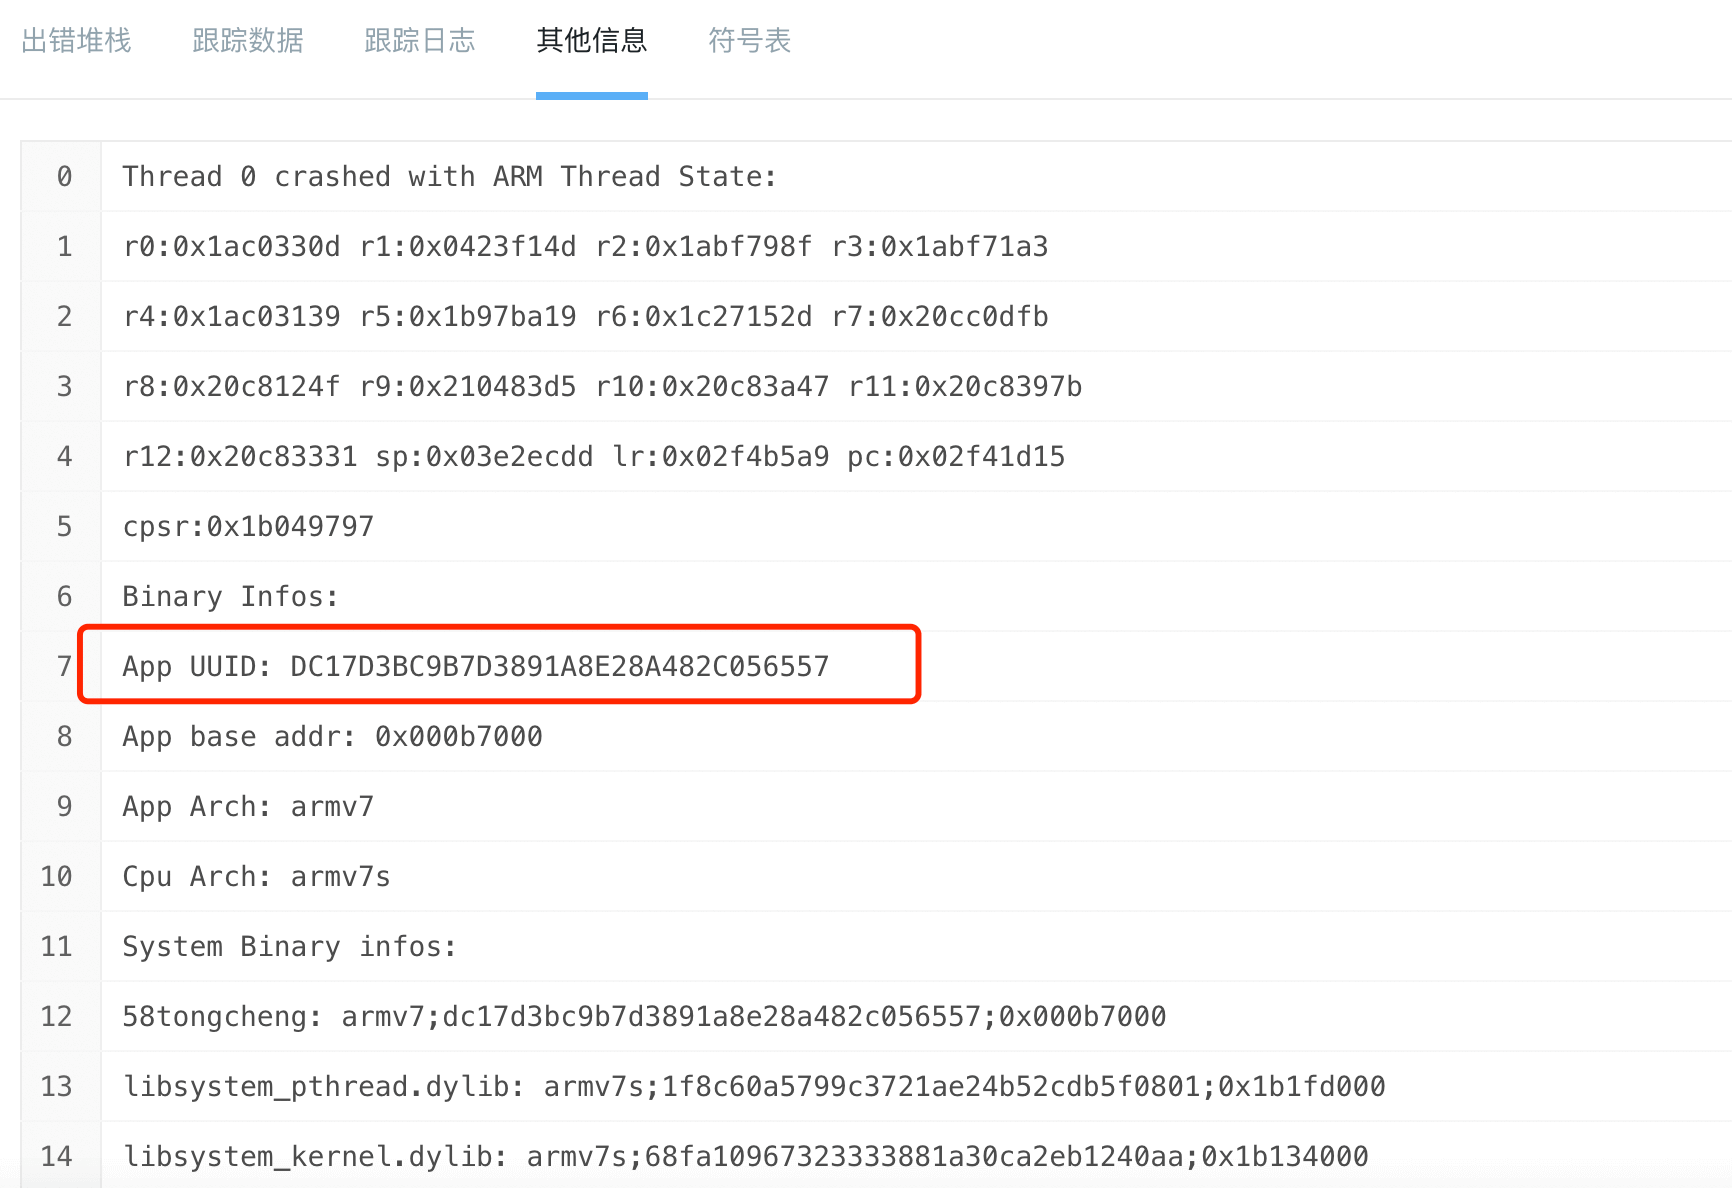 出错堆栈 跟踪数据 跟踪日志 其他信息 符号表
0 Thread 0 crashed with ARM Thread State:
1 r0:0x1ac0330d r1:0x0423f14d r2:0x1abf798f r3:0x1abf71a3
2 r4:0x1ac03139 r5:0x1b97ba19 r6:0x1c27152d r7:0x20cc0dfb
3 r8:0x20c8124f r9:0x210483d5 r10:0x20c83a47 r11:0x20c8397b
4 r12:0x20c83331 sp:0x03e2ecdd lr:0x02f4b5a9 pc:0x02f41d15
5 cpsr:0x1b049797
6 Binary Infos:
7 App UUID: DC17D3BC9B7D3891A8E28A482C056557
8 App base addr: 0x000b7000
9 App Arch: armv7
10 Cpu Arch: armv7s
11 System Binary infos:
12 58tongcheng: armv7;dc17d3bc9b7d3891a8e28a482c056557;0x000b7000
13 libsystem_pthread.dylib: armv7s;1f8c60a5799c3721ae24b52cdb5f0801;0x1b1fd000
14 libsystem_kernel.dylib: armv7s;68fa10967323333881a30ca2eb1240aa;0x1b134000